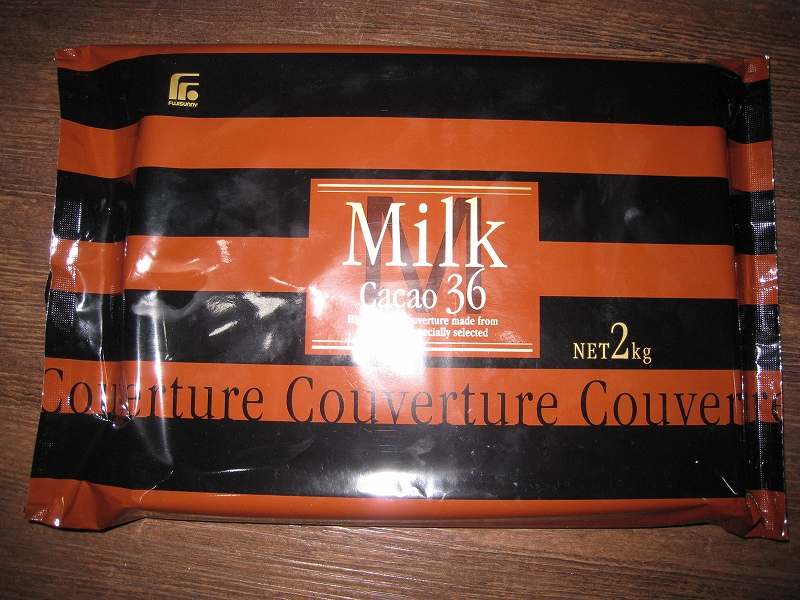 FUJISUNNY
M
Milk
Cacao 36
couverture made from
specially selected
NET 2kg
Couverture Couverture Couverture